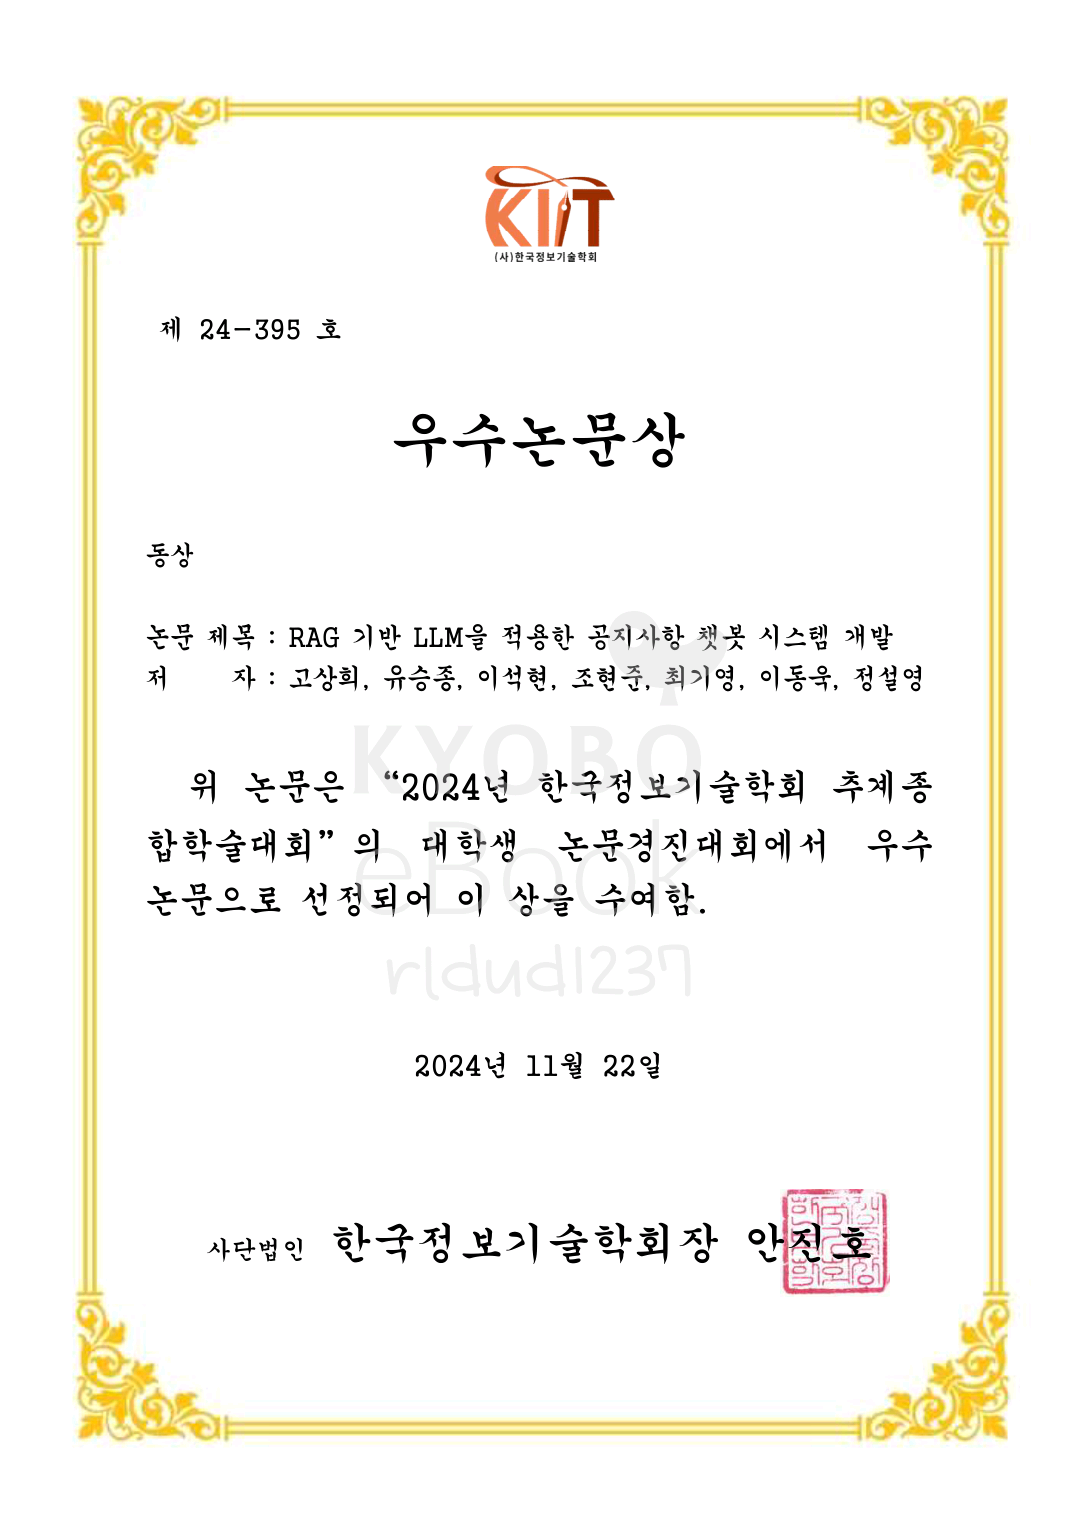 KIIT
(사)한국정보기술학회
제 24-395 호
우수논문상
동상
논문 제목 : RAG 기반 LLM을 적용한 공지사항 챗봇 시스템 개발
저 자 : 고상희, 유승종, 이석현, 조현준, 최기영, 이동욱, 정설영
KYOBO
eBook
rldud1237
위 논문은 “2024년 한국정보기술학회 추계종
합학술대회”의 대학생 논문경진대회에서 우수
논문으로 선정되어 이 상을 수여함.
2024년 11월 22일
사단법인 한국정보기술학회장 안진호